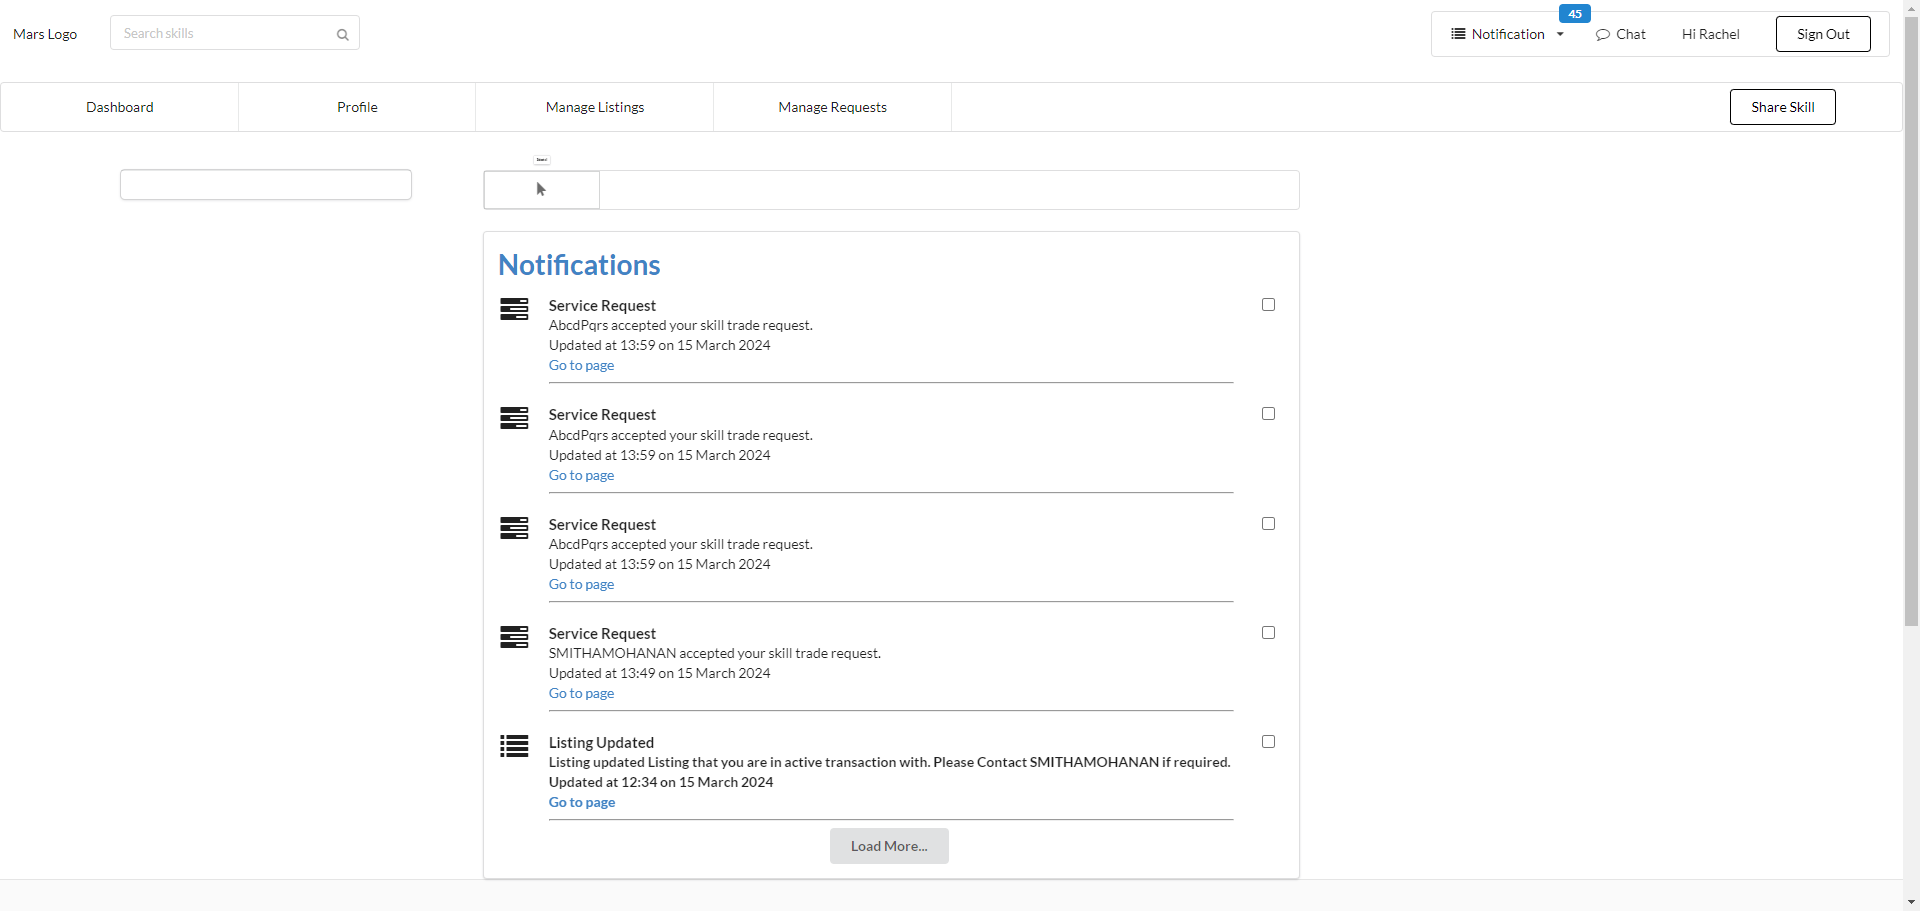 Mars Logo
Search skills
45
Notification
Chat
Hi Rachel
Sign Out
Dashboard
Profile
Manage Listings
Manage Requests
Share Skill
Notifications
Service Request
AbcdPqrs accepted your skill trade request.
Updated at 13:59 on 15 March 2024
Go to page
Service Request
AbcdPqrs accepted your skill trade request.
Updated at 13:59 on 15 March 2024
Go to page
Service Request
AbcdPqrs accepted your skill trade request.
Updated at 13:59 on 15 March 2024
Go to page
Service Request
SMITHAMOHANAN accepted your skill trade request.
Updated at 13:49 on 15 March 2024
Go to page
Listing Updated
Listing updated Listing that you are in active transaction with. Please Contact SMITHAMOHANAN if required.
Updated at 12:34 on 15 March 2024
Go to page
Load More...